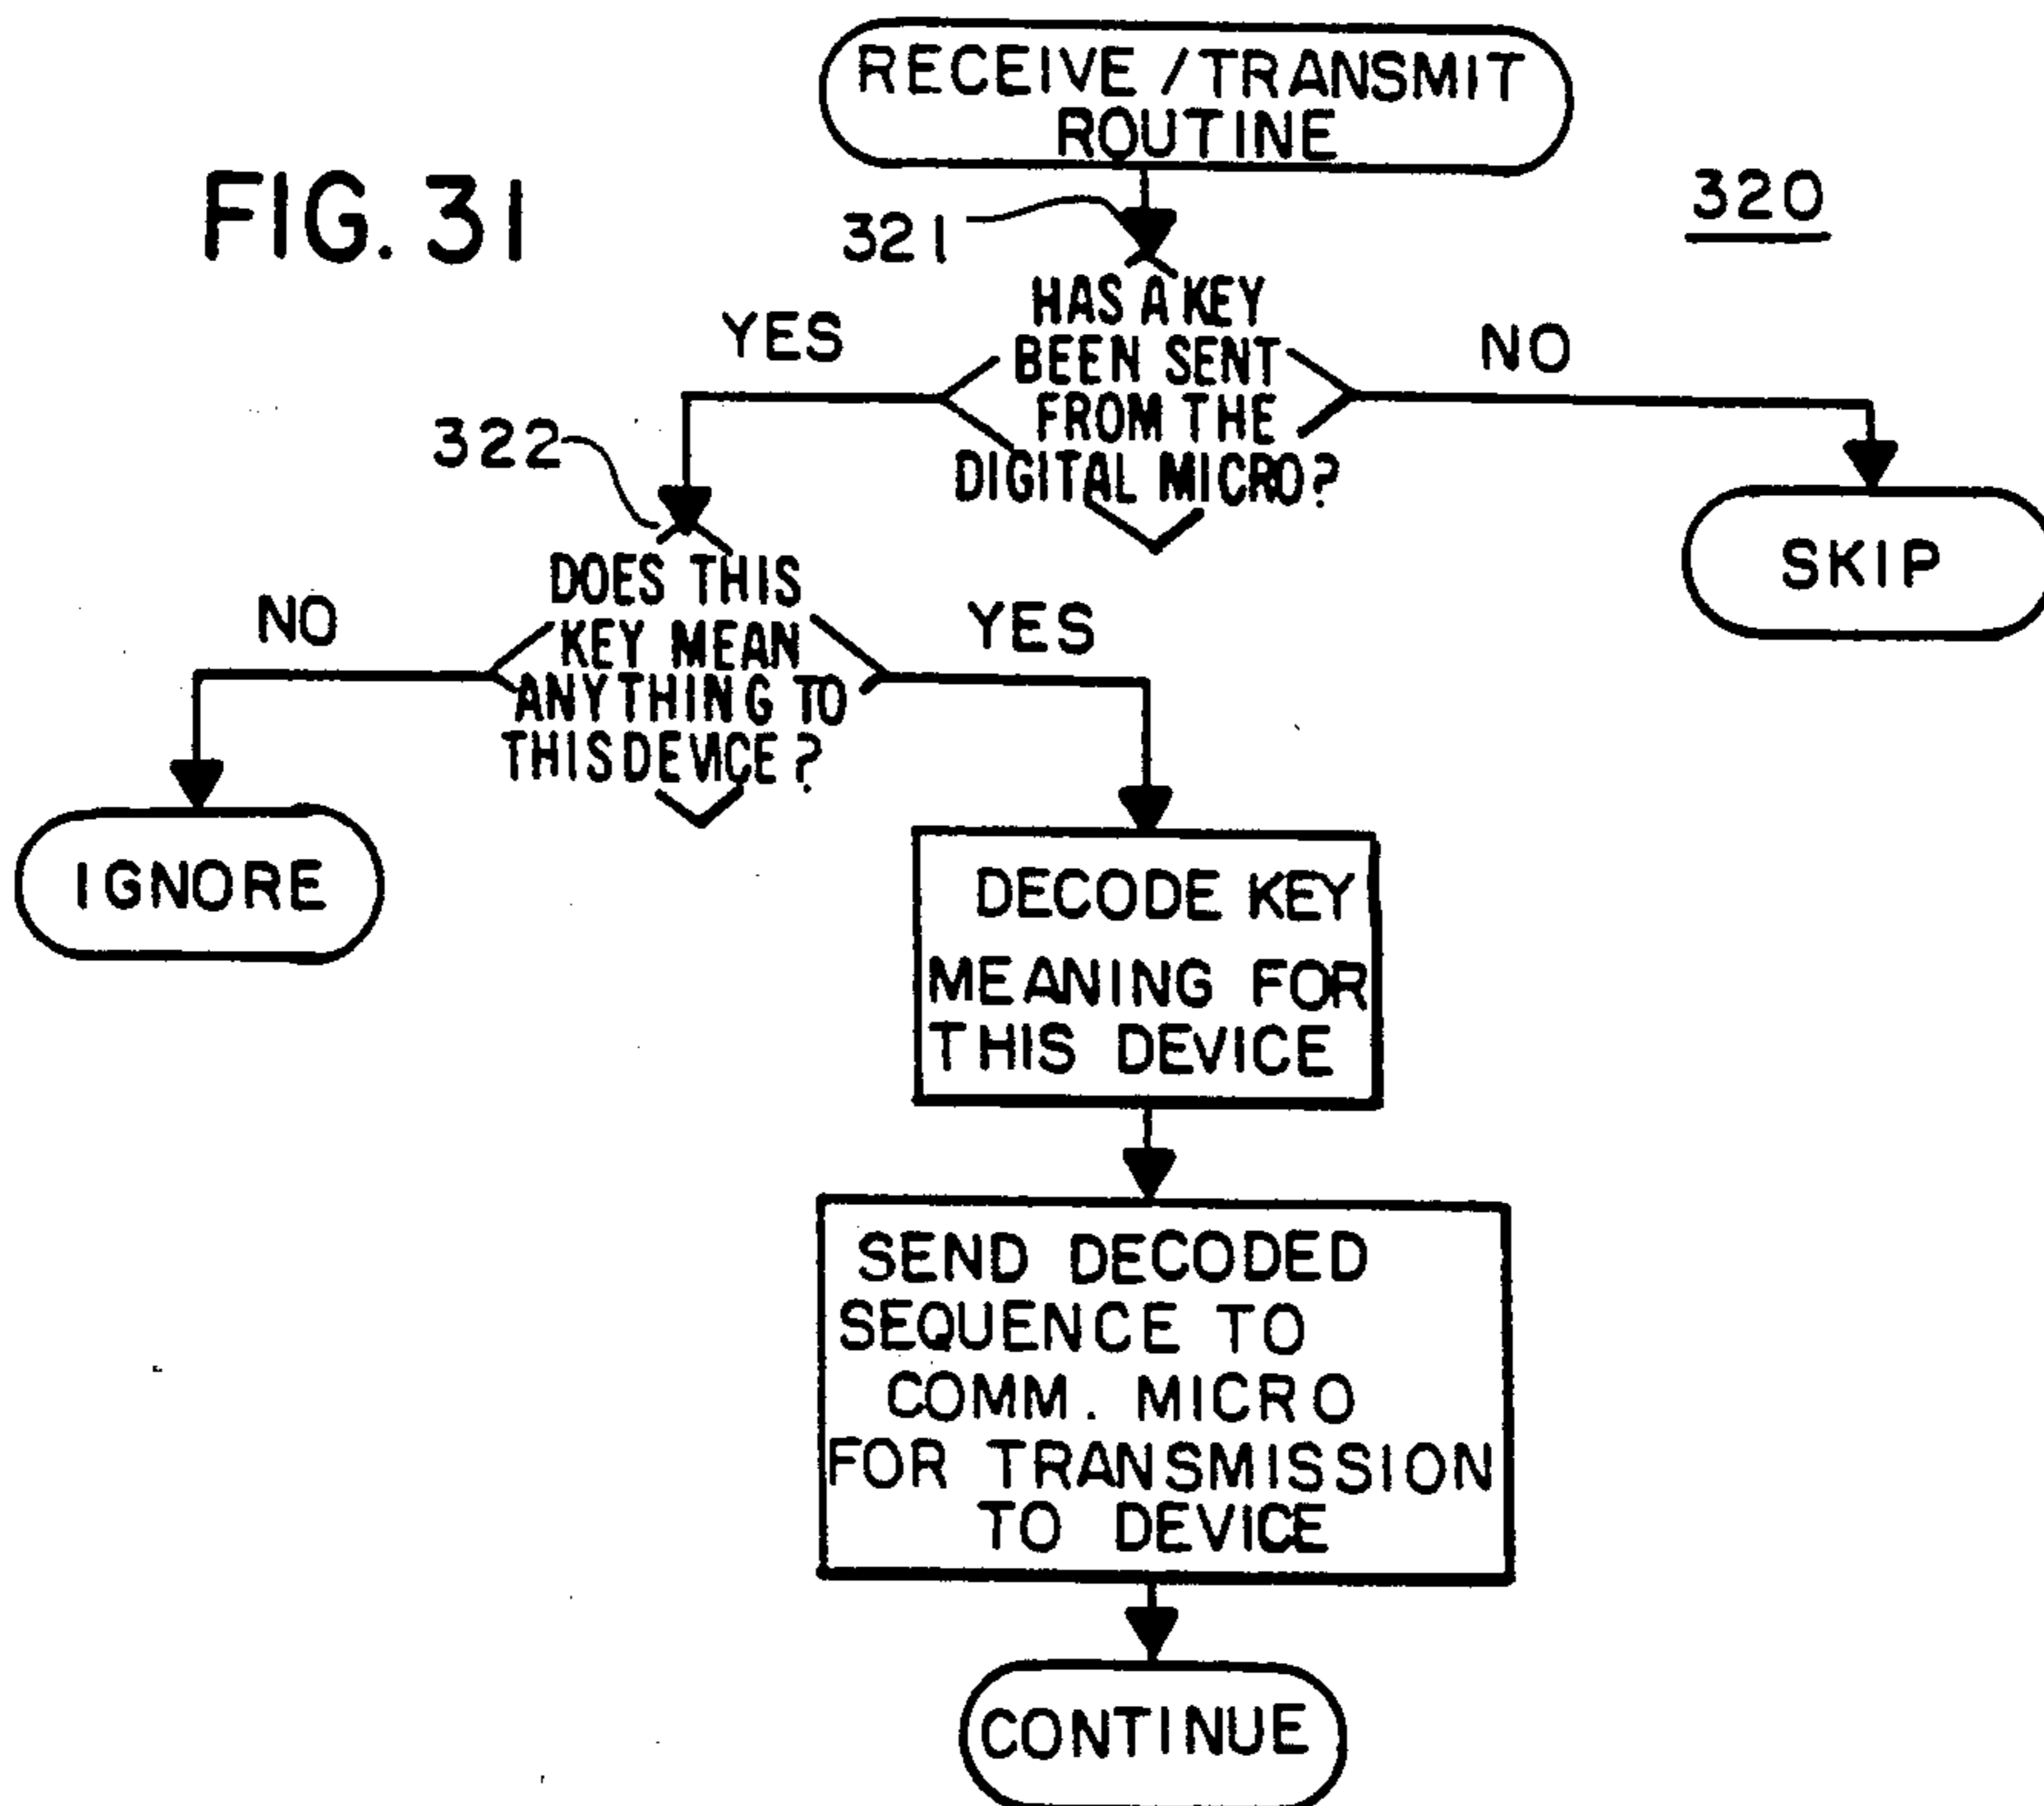 RECEIVE / TRANSMIT
ROUTINE
FIG. 31
320
321
HAS A KEY
BEEN SENT
FROM THE
DIGITAL MICRO?
YES
NO
322
SKIP
DOES THIS
KEY MEAN
ANYTHING TO
THIS DEVICE?
NO
YES
IGNORE
DECODE KEY
MEANING FOR
THIS DEVICE
SEND DECODED
SEQUENCE TO
COMM. MICRO
FOR TRANSMISSION
TO DEVICE
CONTINUE